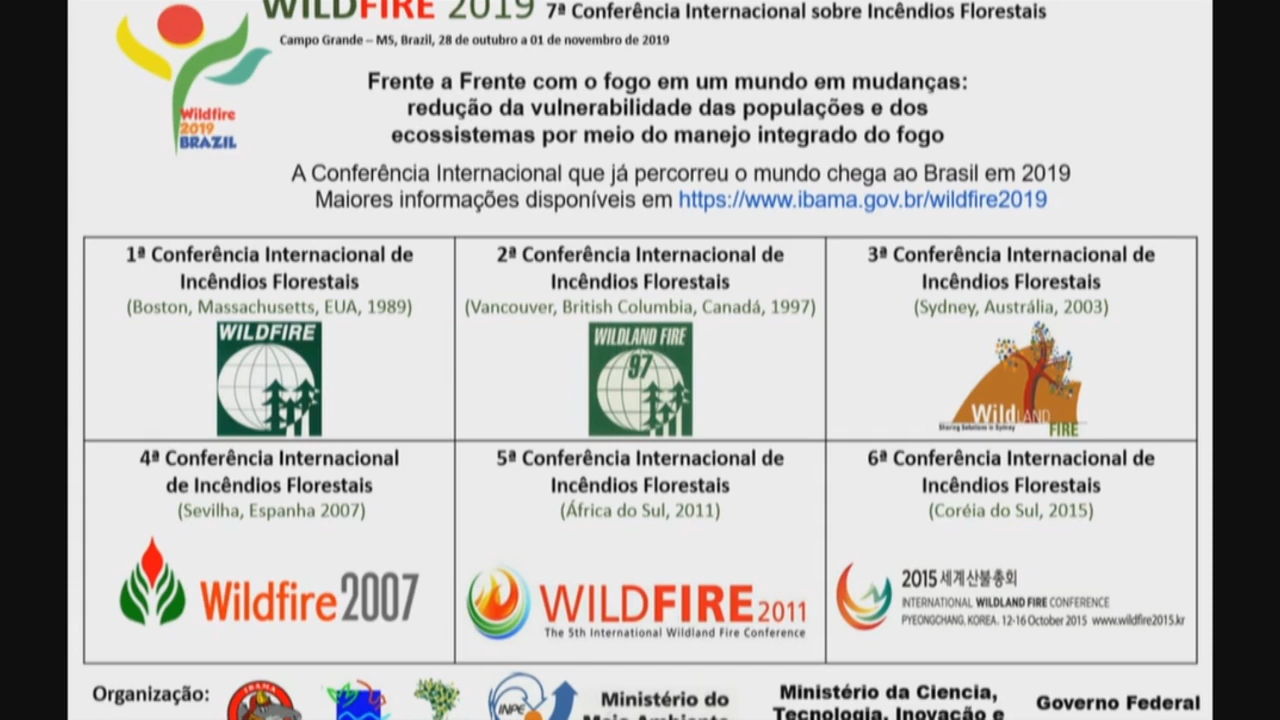 WILDFIRE 2019 7ª Conferência Internacional sobre Incêndios Florestais
Campo Grande – MS, Brazil, 28 de outubro a 01 de novembro de 2019
Wildfire
2019
BRAZIL
Frente a Frente com o fogo em um mundo em mudanças:
redução da vulnerabilidade das populações e dos
ecossistemas por meio do manejo integrado do fogo
A Conferência Internacional que já percorreu o mundo chega ao Brasil em 2019
Maiores informações disponíveis em https://www.ibama.gov.br/wildfire2019
1ª Conferência Internacional de
Incêndios Florestais
(Boston, Massachusetts, EUA, 1989)
WILDFIRE
2ª Conferência Internacional de
Incêndios Florestais
(Vancouver, British Columbia, Canadá, 1997)
WILDLAND FIRE
97
3ª Conferência Internacional de
Incêndios Florestais
(Sydney, Austrália, 2003)
WildLAND
Sharing Solutions in Sydney
FIRE
4ª Conferência Internacional
de Incêndios Florestais
(Sevilha, Espanha 2007)
Wildfire2007
5ª Conferência Internacional de
Incêndios Florestais
(África do Sul, 2011)
WILDFIRE2011
The 5th International Wildland Fire Conference
6ª Conferência Internacional de
Incêndios Florestais
(Coréia do Sul, 2015)
2015 세계산불총회
INTERNATIONAL WILDLAND FIRE CONFERENCE
PYEONGCHANG, KOREA. 12-16 October 2015 www.wildfire2015.kr
Organização:
IBAMA
INPE
Ministério do
Meio Ambiente
Ministério da Ciencia,
Tecnologia, Inovação e
Governo Federal